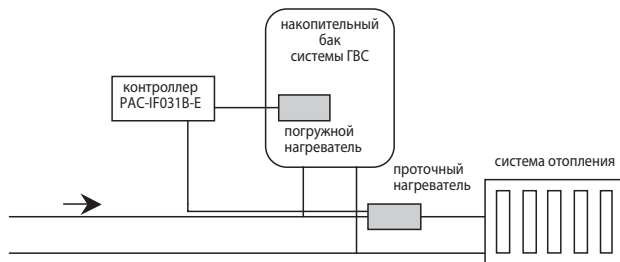 накопительный
бак
системы ГВС
контроллер
PAC-IF031B-E
погружной
нагреватель
проточный
нагреватель
система отопления